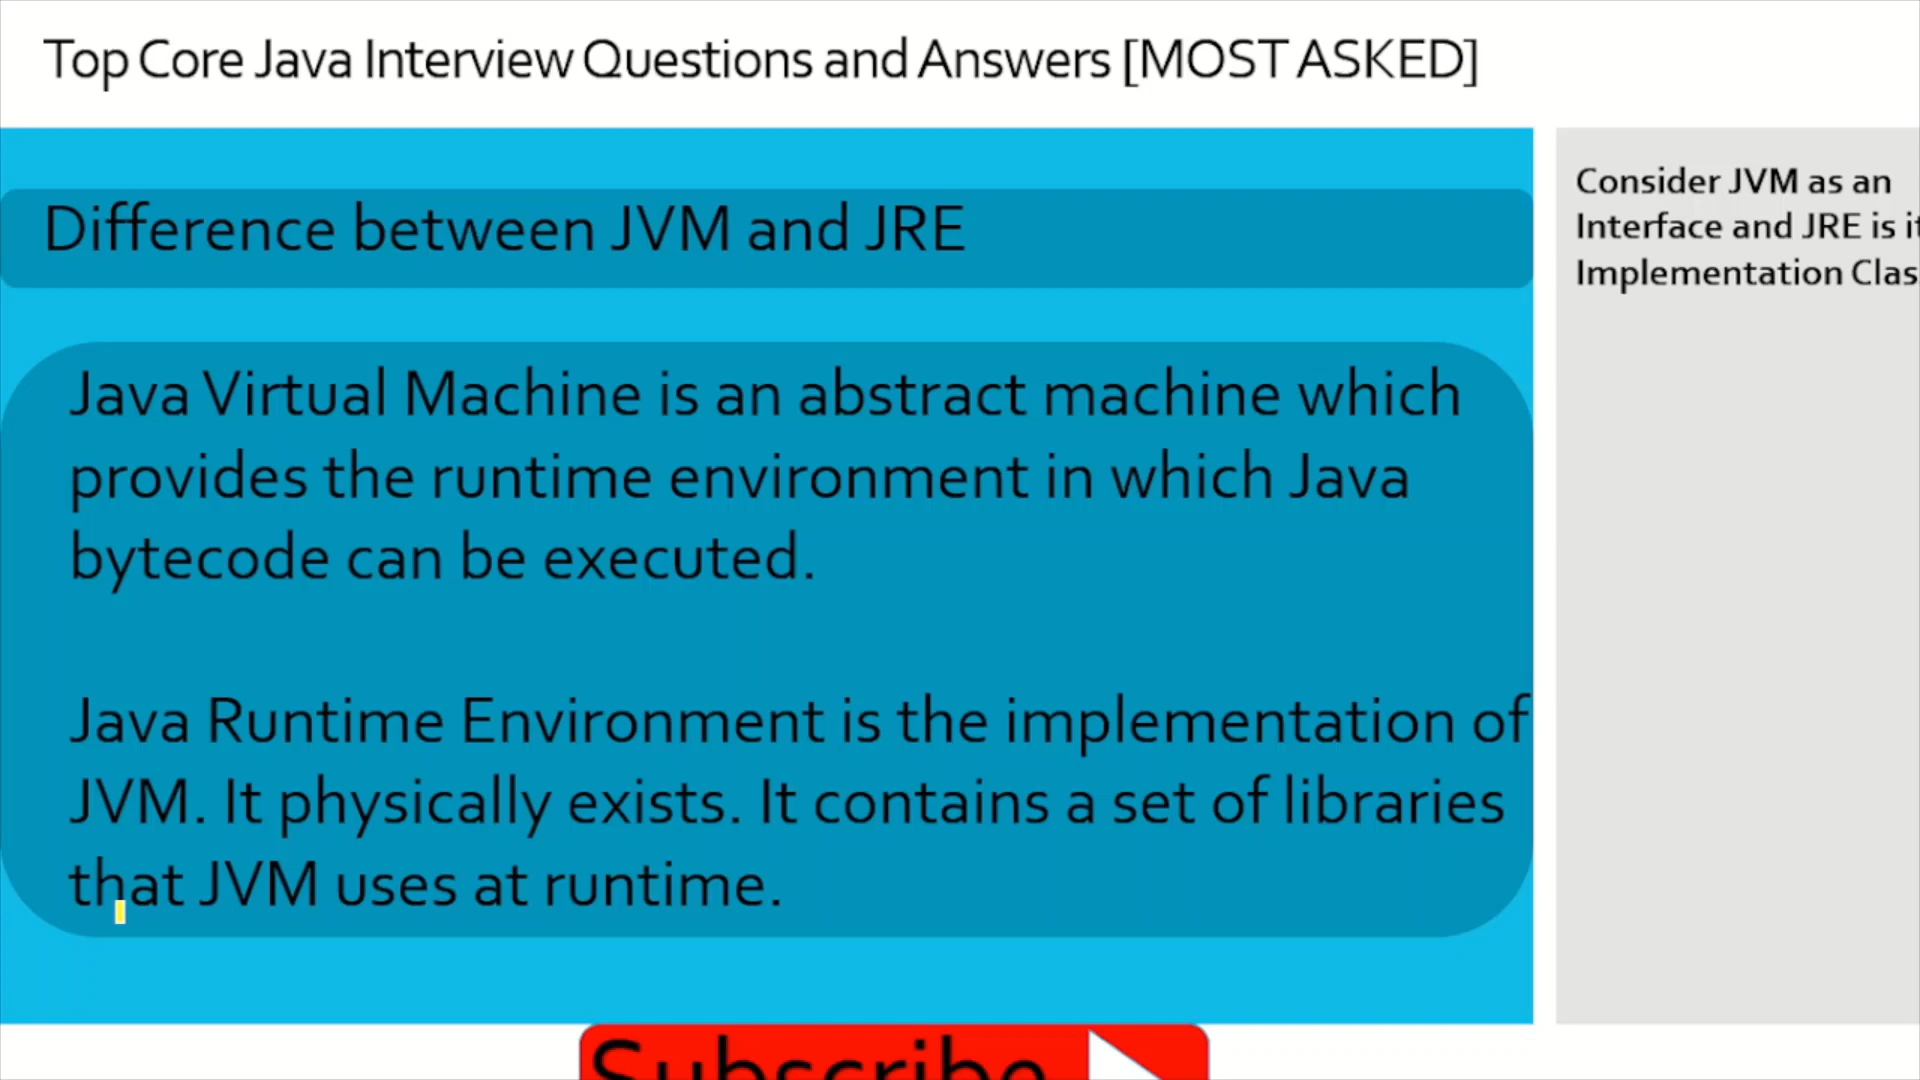 Top Core Java Interview Questions and Answers [MOST ASKED]
Difference between JVM and JRE
Java Virtual Machine is an abstract machine which
provides the runtime environment in which Java
bytecode can be executed.
Java Runtime Environment is the implementation of
JVM. It physically exists. It contains a set of libraries
that JVM uses at runtime.
Consider JVM as an
Interface and JRE is it
Implementation Clas
Subscribe